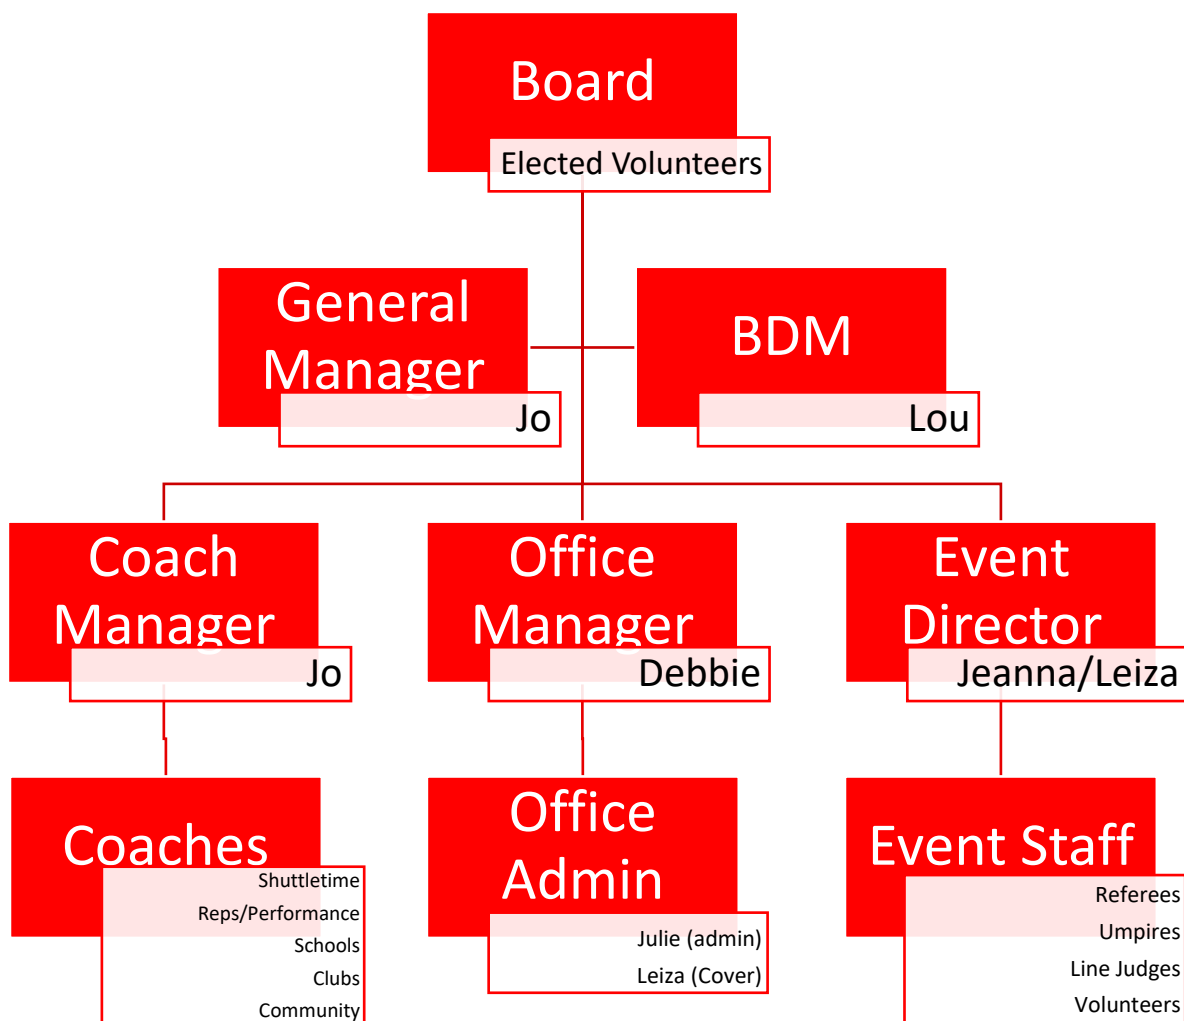 Board
Elected Volunteers
General
Manager
Jo
BDM
Lou
Coach
Manager
Jo
Office
Manager
Debbie
Event
Director
Jeanna/Leiza
Coaches
Shuttletime
Reps/Performance
Schools
Clubs
Community
Office
Admin
Julie (admin)
Leiza (Cover)
Event Staff
Referees
Umpires
Line Judges
Volunteers